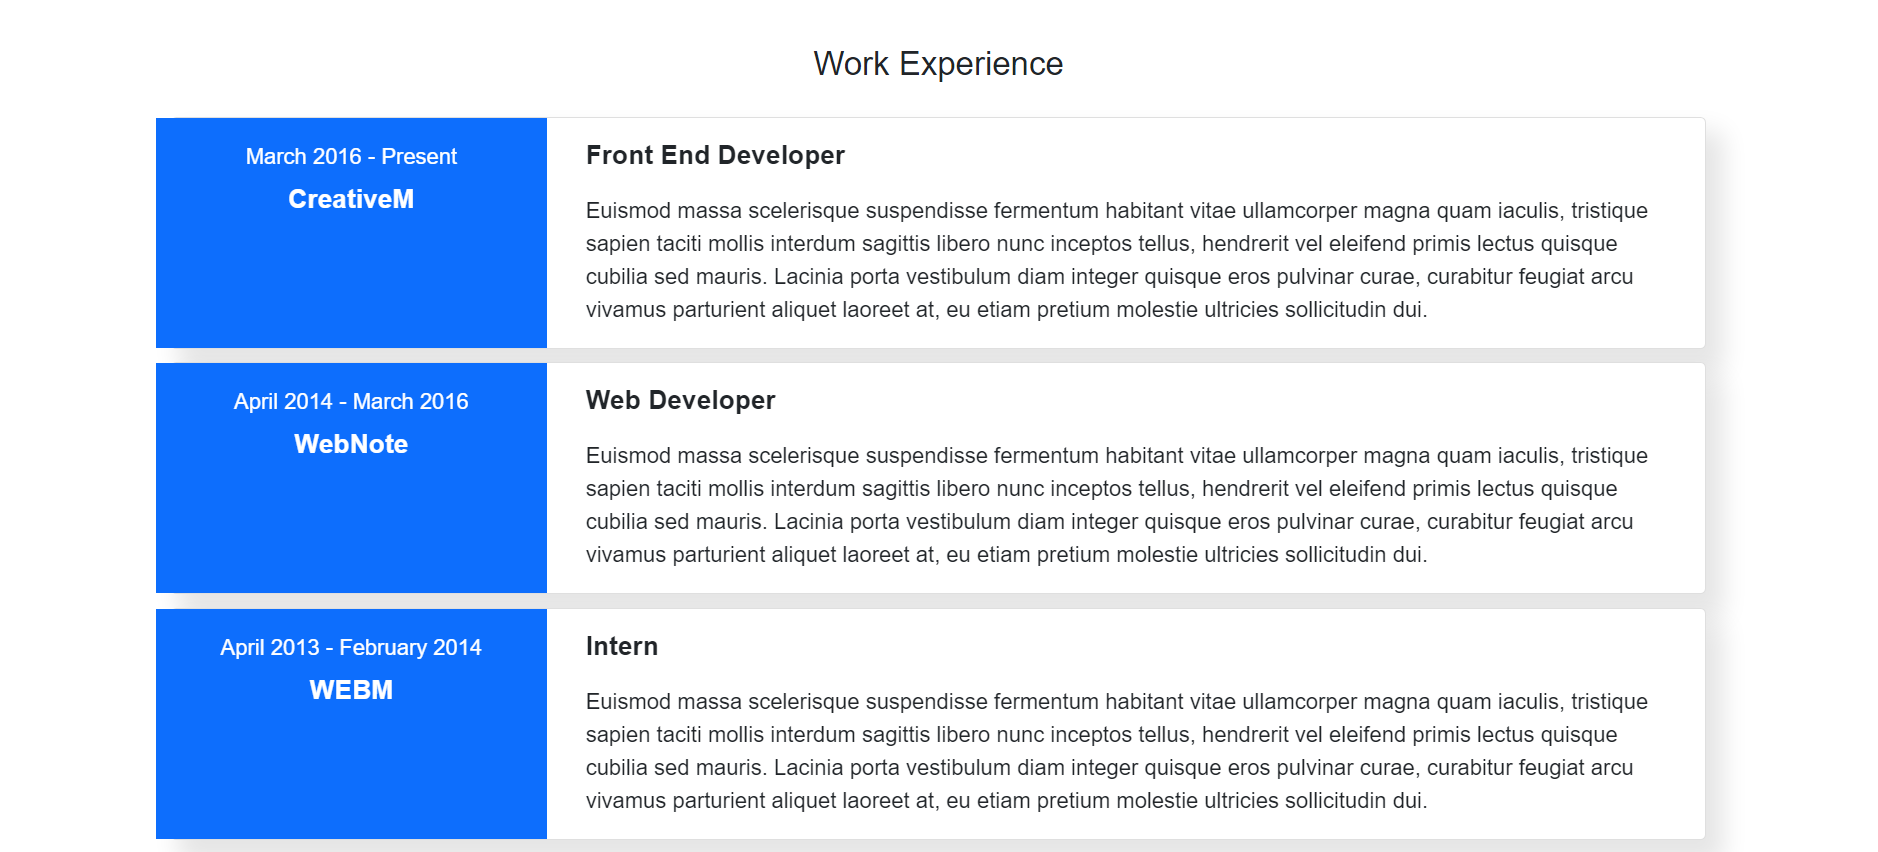 Work Experience
March 2016 - Present
CreativeM
Front End Developer
Euismod massa scelerisque suspendisse fermentum habitant vitae ullamcorper magna quam iaculis, tristique
sapien taciti mollis interdum sagittis libero nunc inceptos tellus, hendrerit vel eleifend primis lectus quisque
cubilia sed mauris. Lacinia porta vestibulum diam integer quisque eros pulvinar curae, curabitur feugiat arcu
vivamus parturient aliquet laoreet at, eu etiam pretium molestie ultricies sollicitudin dui.
April 2014 - March 2016
WebNote
Web Developer
Euismod massa scelerisque suspendisse fermentum habitant vitae ullamcorper magna quam iaculis, tristique
sapien taciti mollis interdum sagittis libero nunc inceptos tellus, hendrerit vel eleifend primis lectus quisque
cubilia sed mauris. Lacinia porta vestibulum diam integer quisque eros pulvinar curae, curabitur feugiat arcu
vivamus parturient aliquet laoreet at, eu etiam pretium molestie ultricies sollicitudin dui.
April 2013 - February 2014
WEBM
Intern
Euismod massa scelerisque suspendisse fermentum habitant vitae ullamcorper magna quam iaculis, tristique
sapien taciti mollis interdum sagittis libero nunc inceptos tellus, hendrerit vel eleifend primis lectus quisque
cubilia sed mauris. Lacinia porta vestibulum diam integer quisque eros pulvinar curae, curabitur feugiat arcu
vivamus parturient aliquet laoreet at, eu etiam pretium molestie ultricies sollicitudin dui.